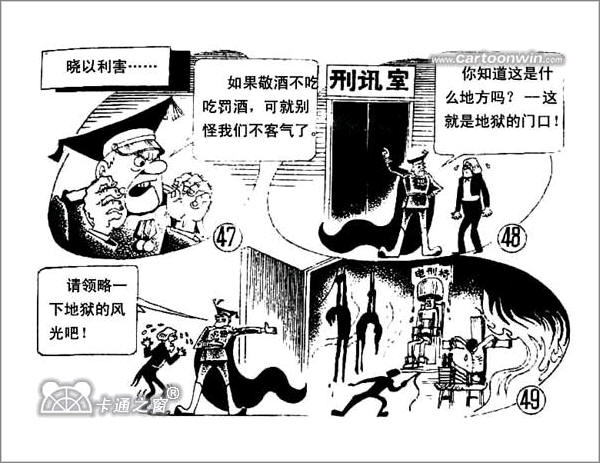 www.cartoonwin.com
晓以利害……
如果敬酒不吃
吃罚酒，可就别
怪我们不客气了。
47
刑讯室
你知道这是什
么地方吗？——这
就是地狱的门口！
48
请领略一
下地狱的风
光吧！
卡通之窗®
电刑椅
49